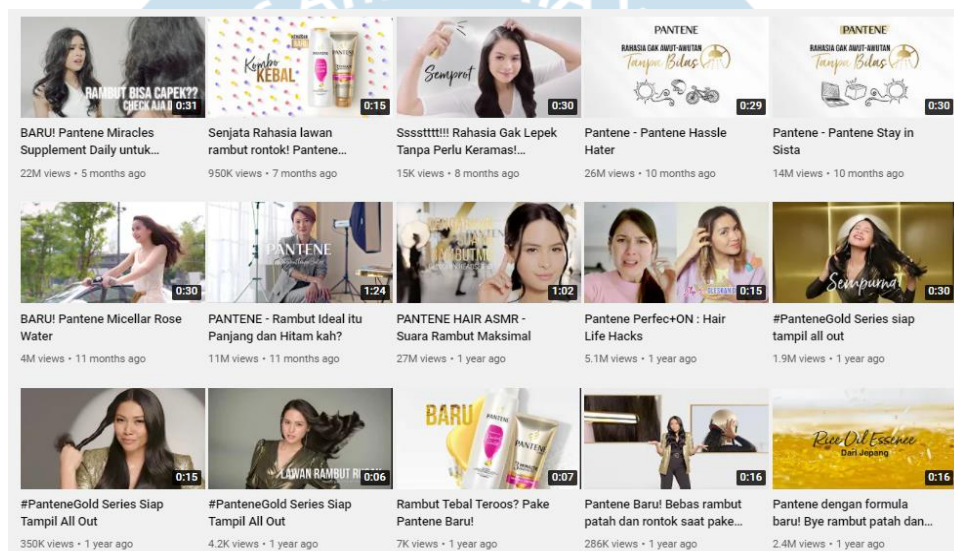 RAMBUT BISA CAPEK??
CHECK AJA D
0:31
BARU! Pantene Miracles
Supplement Daily untuk...
22M views • 5 months ago
Kombo
KEBAL
PANTENE
0:15
Senjata Rahasia lawan
rambut rontok! Pantene...
950K views • 7 months ago
Semprot
0:30
Sssstttt!!! Rahasia Gak Lepek
Tanpa Perlu Keramas!...
15K views • 8 months ago
PANTENE
RAHASIA GAK AWUT-AWUTAN
Tanpa Bilas
0:29
Pantene - Pantene Hassle
Hater
26M views • 10 months ago
PANTENE
RAHASIA GAK AWUT-AWUTAN
Tanpa Bilas
0:30
Pantene - Pantene Stay in
Sista
14M views • 10 months ago
0:30
BARU! Pantene Micellar Rose
Water
4M views • 11 months ago
PANTENE
1:24
PANTENE - Rambut Ideal itu
Panjang dan Hitam kah?
11M views • 11 months ago
1:02
PANTENE HAIR ASMR -
Suara Rambut Maksimal
27M views • 1 year ago
0:15
Pantene Perfec+ON : Hair
Life Hacks
5.1M views • 1 year ago
Sempurna!
0:30
#PanteneGold Series siap
tampil all out
1.9M views • 1 year ago
0:15
#PanteneGold Series Siap
Tampil All Out
350K views • 1 year ago
LAWAN RAMBUT
0:06
#PanteneGold Series Siap
Tampil All Out
4.2K views • 1 year ago
BARU
PANTENE
PANTENE
0:07
Rambut Tebal Teroos? Pake
Pantene Baru!
7K views • 1 year ago
0:16
Pantene Baru! Bebas rambut
patah dan rontok saat pake...
286K views • 1 year ago
Rice Oil Essence
Dari Jepang
0:16
Pantene dengan formula
baru! Bye rambut patah dan...
2.4M views • 1 year ago